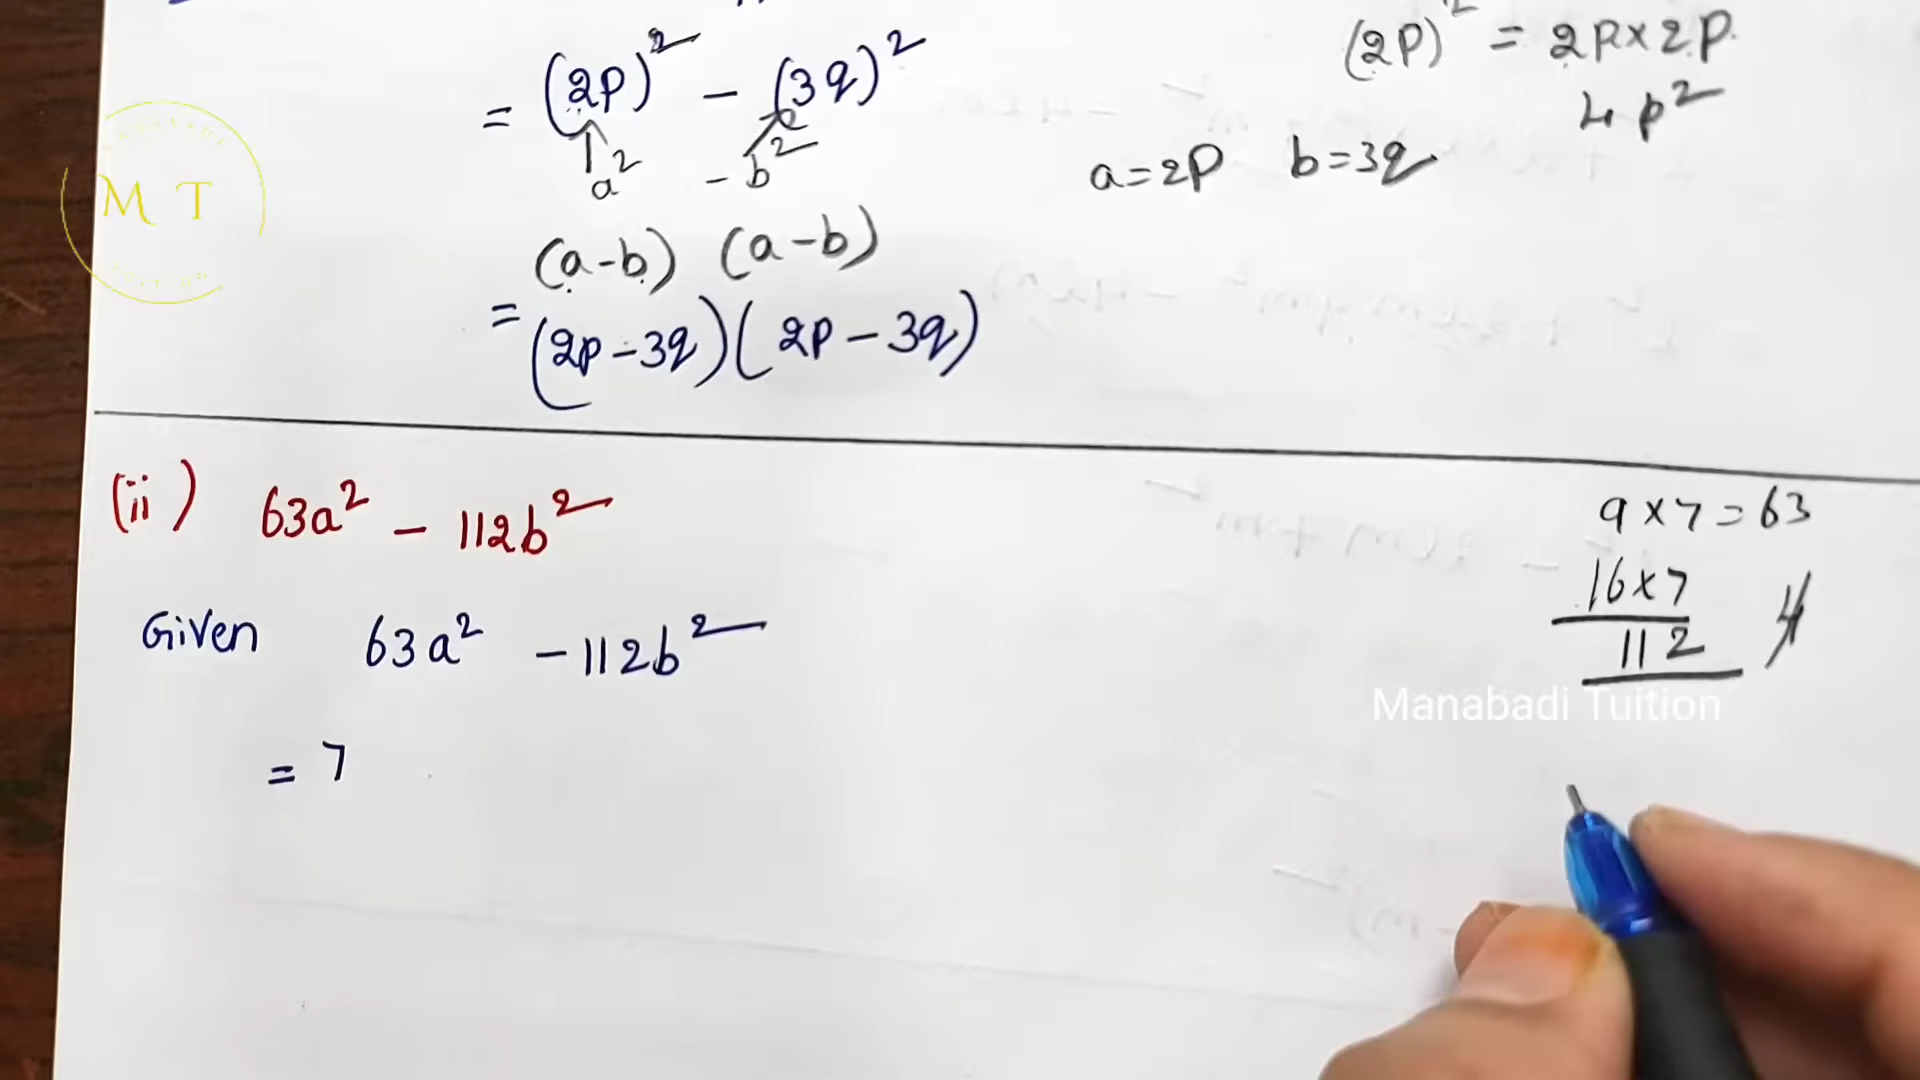 = (2p)² - (3q)²
a² - b²
(a-b) (a-b)
= (2p-3q)(2p-3q)
(2P)² = 2P×2P
4p²
a=2P b=3q
M T
(ii) 63a² - 112b²
Given 63a² - 112b²
= 7
9×7=63
16×7
112
Manabadi Tuition